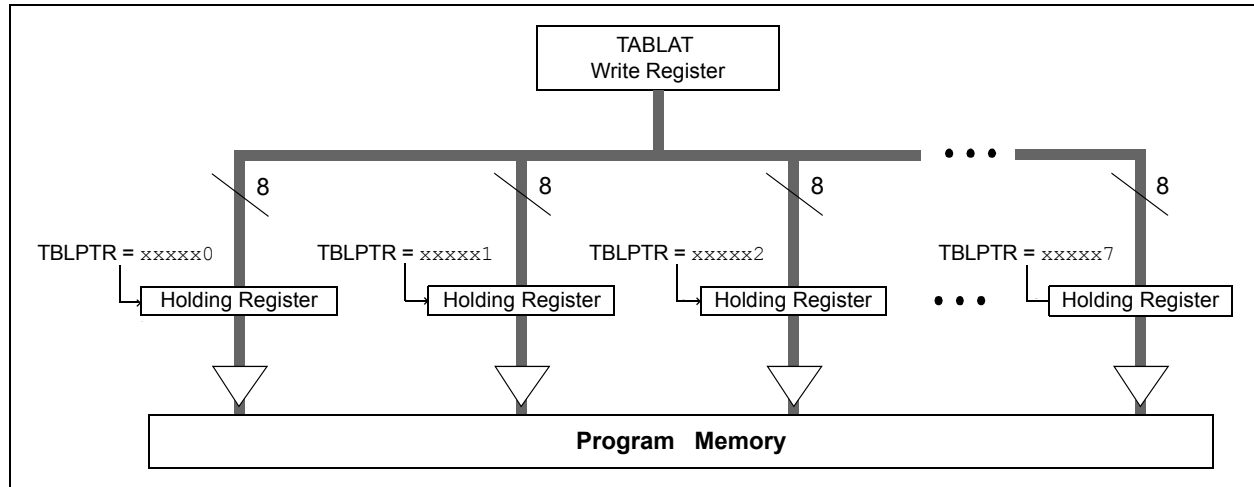 TABLAT
Write Register
8
8
8
8
TBLPTR = xxxxx0
TBLPTR = xxxxx1
TBLPTR = xxxxx2
TBLPTR = xxxxx7
Holding Register
Holding Register
Holding Register
Holding Register
Program Memory